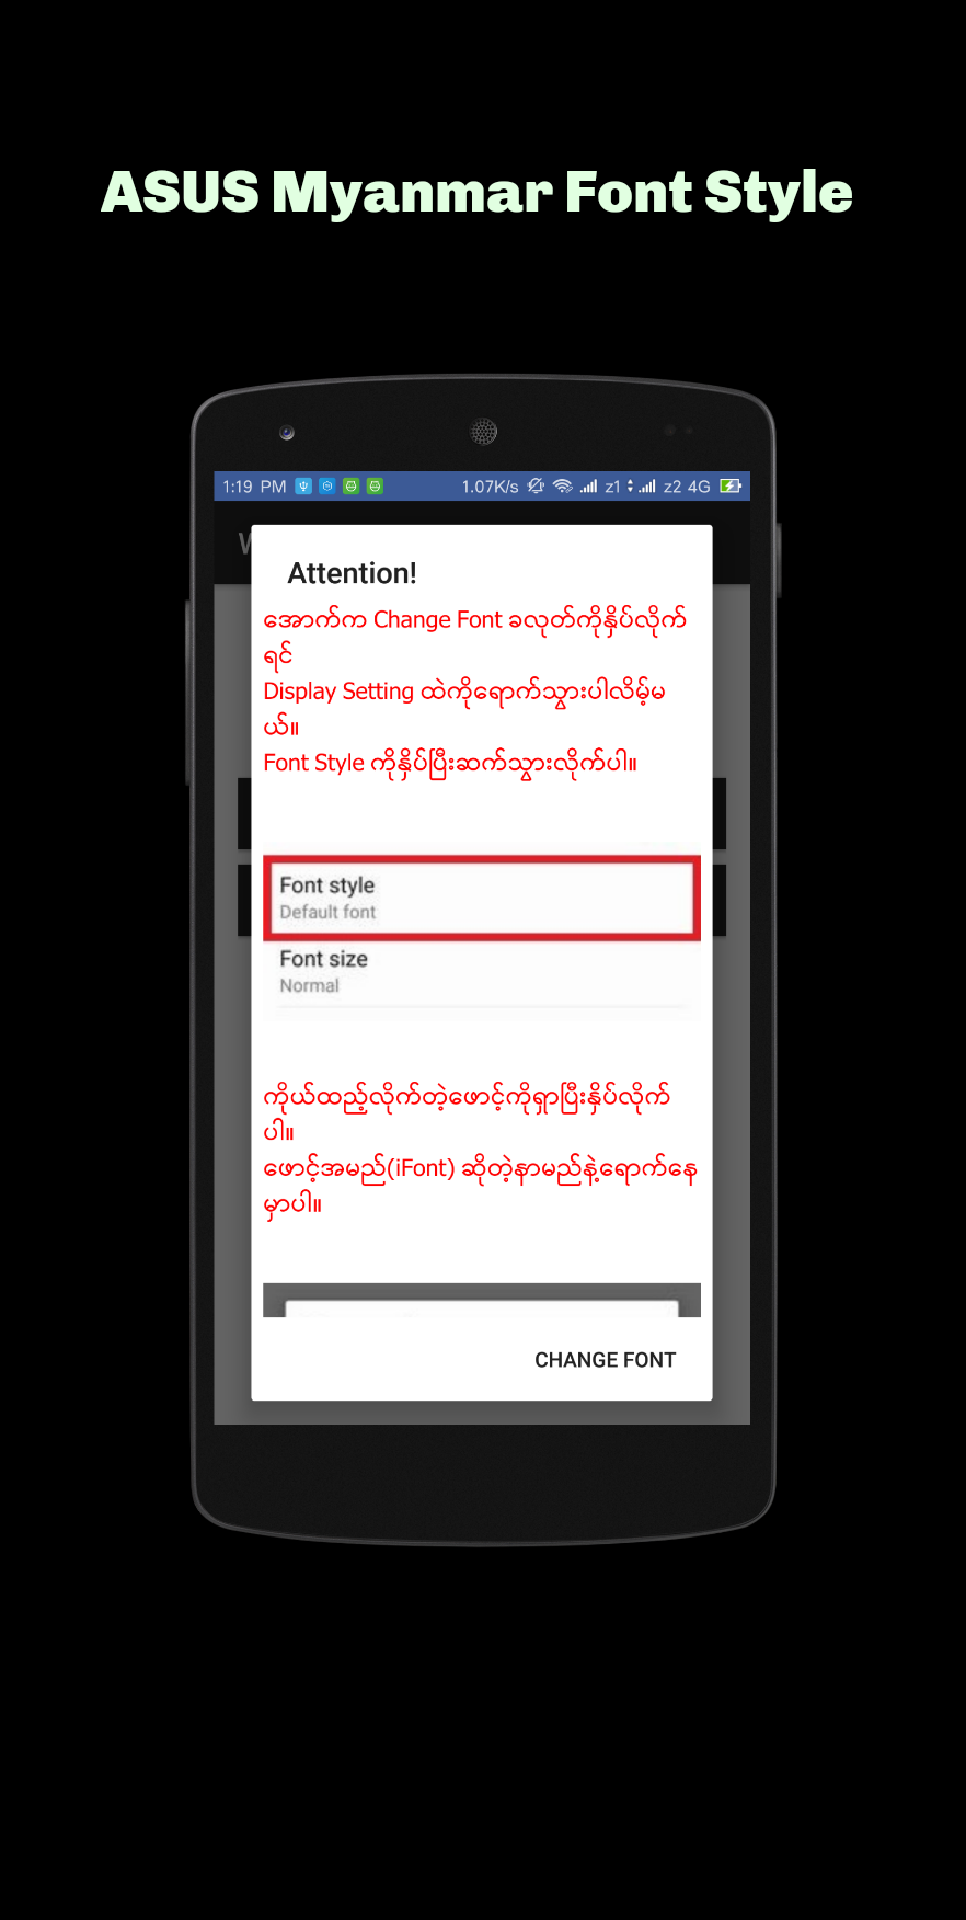 ASUS Myanmar Font Style
1:19 PM
1.07K/s z1 z2 4G
Attention!
အောက်က Change Font ခလုတ်ကိုနှိပ်လိုက်
ရင်
Display Setting ထဲကိုရောက်သွားပါလိမ့်မ
ယ်။
Font Style ကိုနှိပ်ပြီးဆက်သွားလိုက်ပါ။
Font style
Default font
Font size
Normal
ကိုယ်ထည့်လိုက်တဲ့ဖောင့်ကိုရှာပြီးနှိပ်လိုက်
ပါ။
ဖောင့်အမည်(iFont) ဆိုတဲ့နာမည်နဲ့ရောက်နေ
မှာပါ။
CHANGE FONT